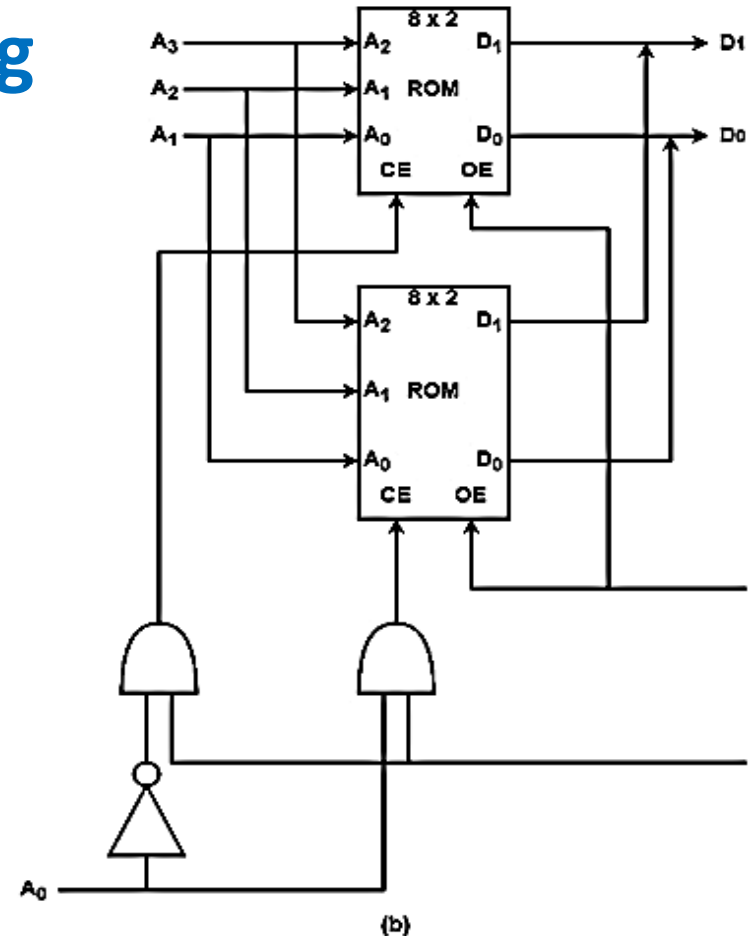 g
8 x 2
A3 A2 D1 D1
A2 A1 ROM
A1 A0 D0 D0
CE OE
8 x 2
A2 D1
A1 ROM
A0 D0
CE OE
A0
(b)